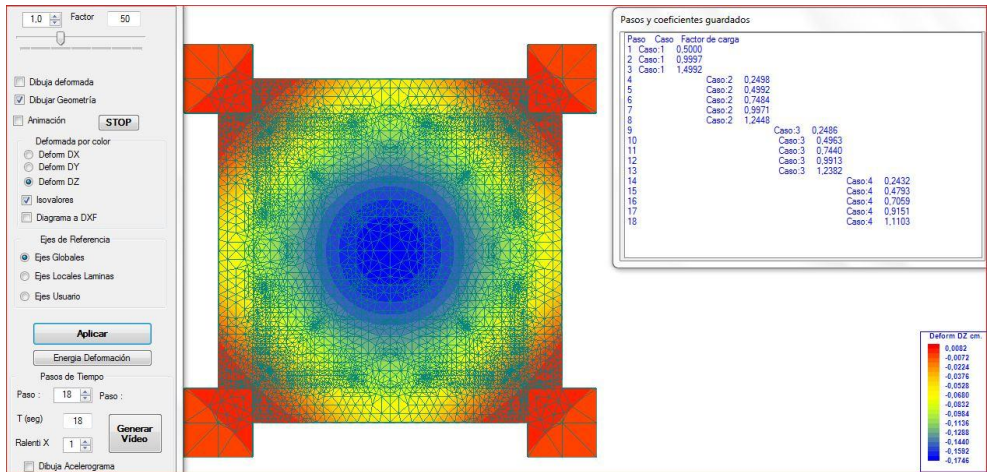 1,0 Factor 50
Dibuja deformada
Dibujar Geometría
Animación STOP
Deformada por color
Deform DX
Deform DY
Deform DZ
Isovalores
Diagrama a DXF
Ejes de Referencia
Ejes Globales
Ejes Locales Laminas
Ejes Usuario
Aplicar
Energia Deformación
Pasos de Tiempo
Paso : 18 Paso :
T (seg) 18
Generar Vídeo
Ralenti X 1
Dibuja Acelerograma
Pasos y coeficientes guardados
Paso Caso Factor de carga
1 Caso:1 0,5000
2 Caso:1 0,9997
3 Caso:1 1,4992
4 Caso:2 0,2498
5 Caso:2 0,4992
6 Caso:2 0,7484
7 Caso:2 0,9971
8 Caso:2 1,2448
9 Caso:3 0,2486
10 Caso:3 0,4963
11 Caso:3 0,7440
12 Caso:3 0,9913
13 Caso:3 1,2382
14 Caso:4 0,2432
15 Caso:4 0,4793
16 Caso:4 0,7059
17 Caso:4 0,9151
18 Caso:4 1,1103
Deform DZ cm.
0,0082
-0,0072
-0,0224
-0,0376
-0,0528
-0,0680
-0,0832
-0,0984
-0,1136
-0,1288
-0,1440
-0,1592
-0,1746